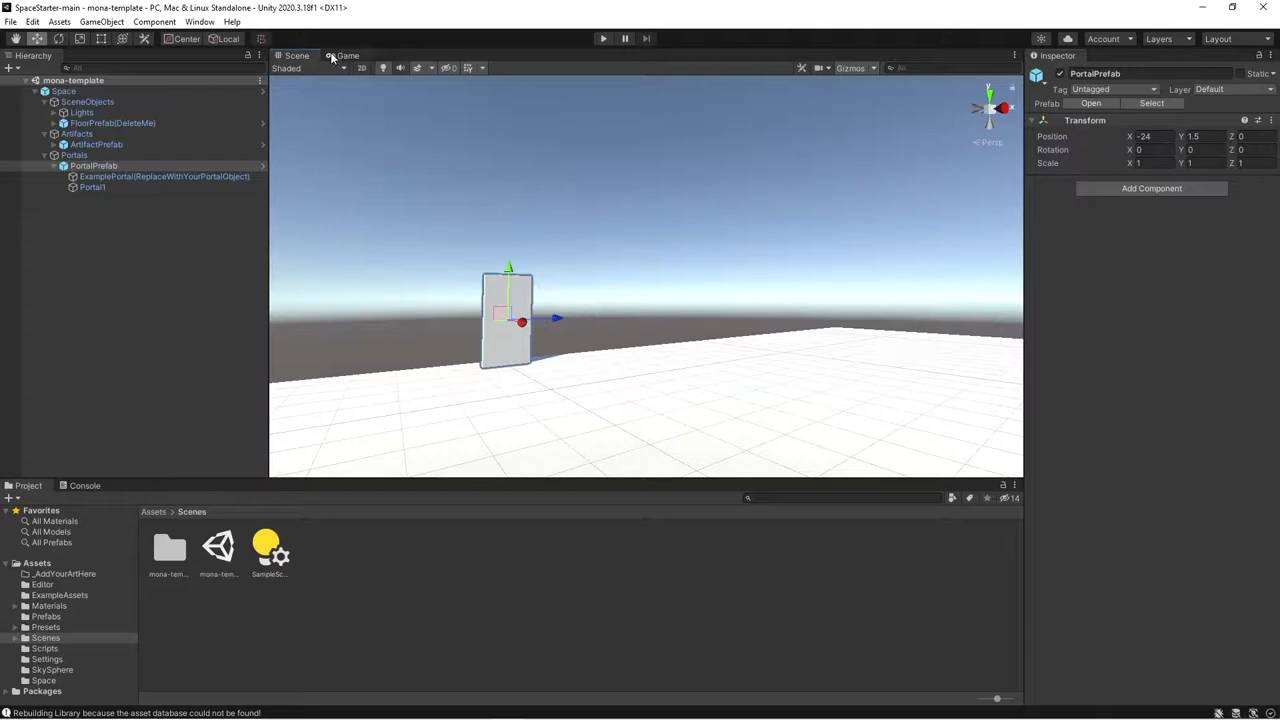 SpaceStarter-main - mona-template - PC, Mac & Linux Standalone - Unity 2020.3.18f1 <DX11>
File Edit Assets GameObject Component Window Help
Center Local Account Layers Layout
Hierarchy Scene Game Inspector
All Shaded 2D 0 Gizmos All PortalPrefab Static
mona-template Tag Untagged Layer Default
Space
SceneObjects Prefab Open Select
Lights
FloorPrefab(DeleteMe) Transform
Artifacts Position X -24 Y 1.5 Z 0
ArtifactPrefab Rotation X 0 Y 0 Z 0
Portals Scale X 1 Y 1 Z 1
PortalPrefab
ExamplePortal(ReplaceWithYourPortalObject)
Portal1 Add Component
y
x
Persp
Project Console
14
Favorites Assets > Scenes
All Materials
All Models
All Prefabs
Assets
_AddYourArtHere mona-tem... mona-tem... SampleSc...
Editor
ExampleAssets
Materials
Prefabs
Presets
Scenes
Scripts
Settings
SkySphere
Space
Packages
Rebuilding Library because the asset database could not be found!